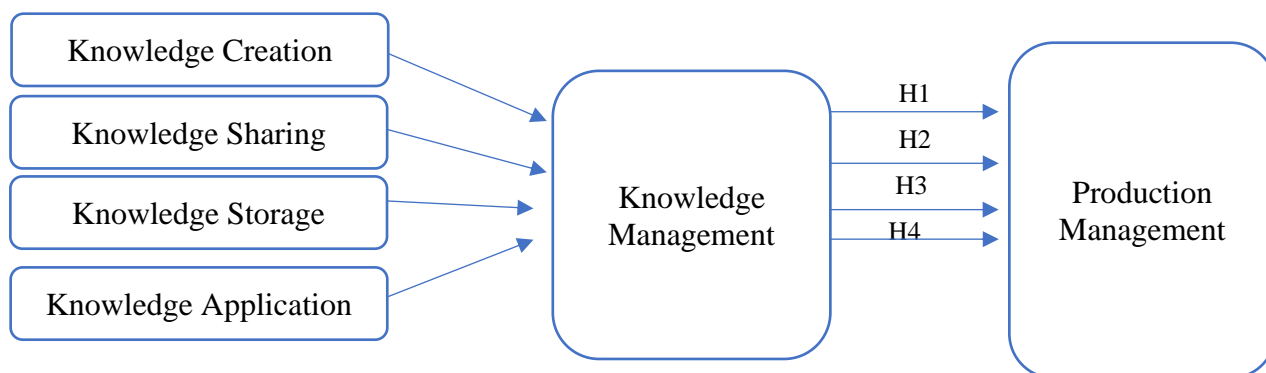 Knowledge Creation
Knowledge Sharing
Knowledge Storage
Knowledge Application
Knowledge
Management
H1
H2
H3
H4
Production
Management